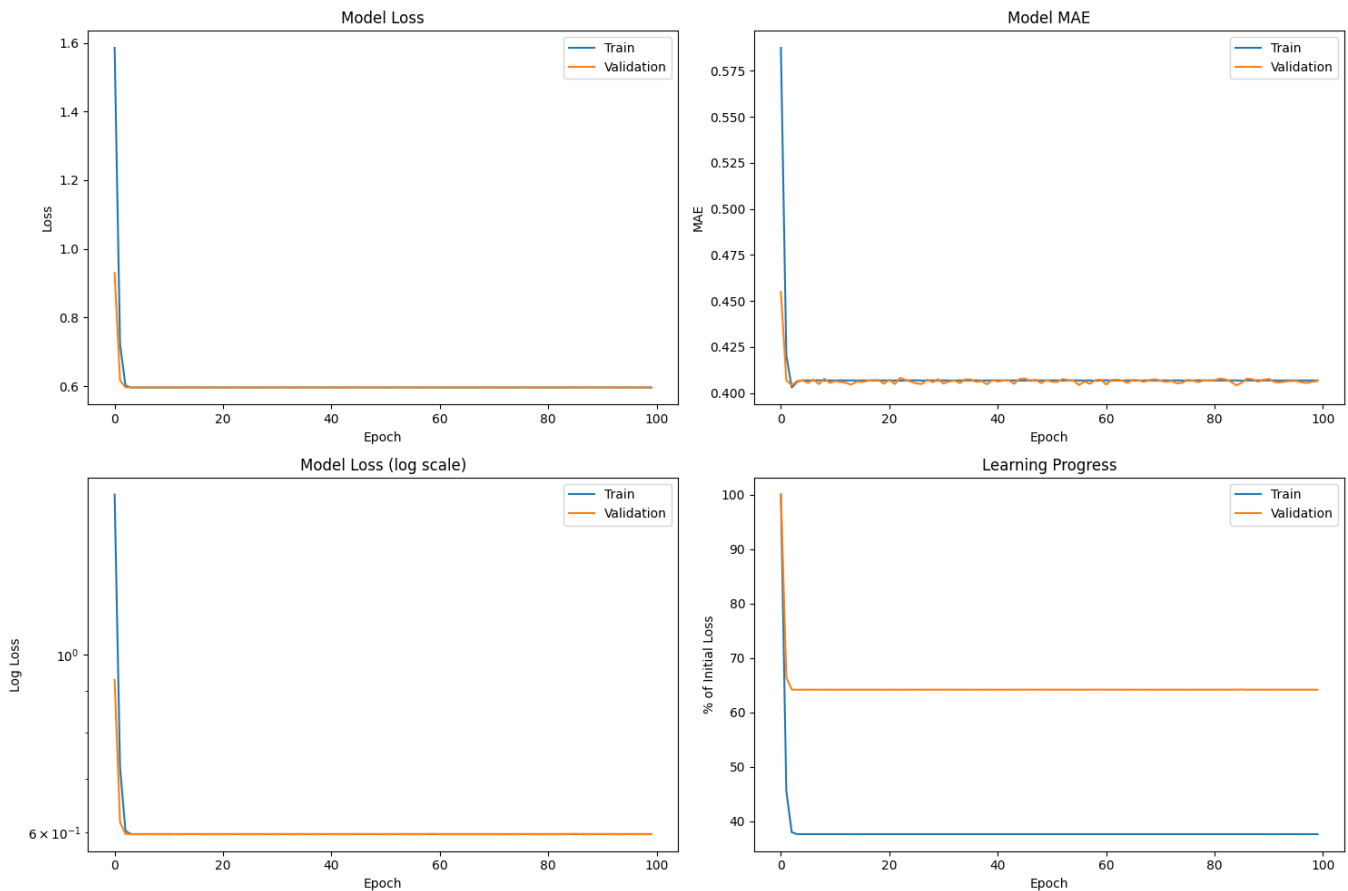 Model Loss
1.6
1.4
1.2
1.0
0.8
0.6
Loss
0 20 40 60 80 100
Epoch
Train
Validation
Model MAE
0.575
0.550
0.525
0.500
0.475
0.450
0.425
0.400
MAE
0 20 40 60 80 100
Epoch
Train
Validation
Model Loss (log scale)
10⁰
6 × 10⁻¹
Log Loss
0 20 40 60 80 100
Epoch
Train
Validation
Learning Progress
100
90
80
70
60
50
40
% of Initial Loss
0 20 40 60 80 100
Epoch
Train
Validation